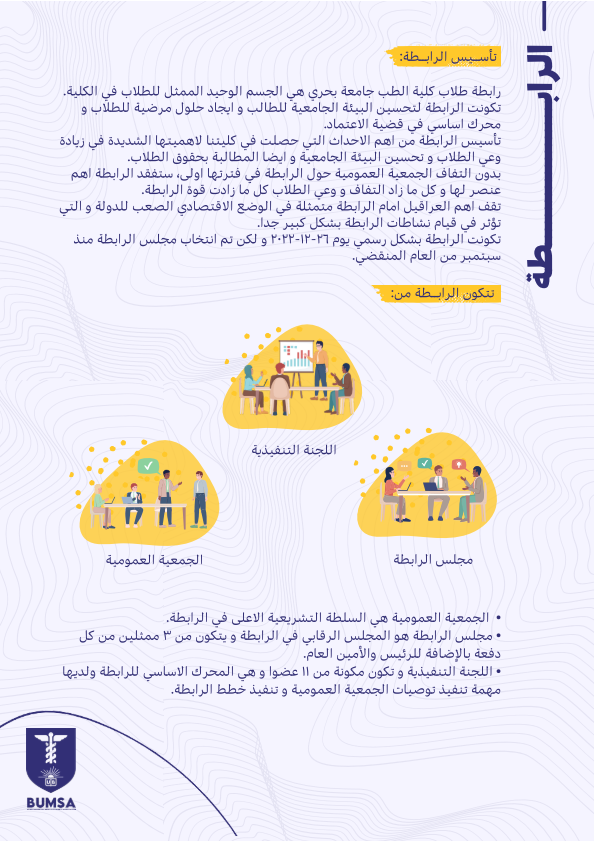 الرابـــــطة
تأســيس الرابــطة:
رابطة طلاب كلية الطب جامعة بحري هي الجسم الوحيد الممثل للطلاب في الكلية.
تكونت الرابطة لتحسين البيئة الجامعية للطالب و ايجاد حلول مرضية للطلاب و
محرك اساسي في قضية الاعتماد.
تأسيس الرابطة من اهم الاحداث التي حصلت في كليتنا لاهميتها الشديدة في زيادة
وعي الطلاب و تحسين البيئة الجامعية و ايضا المطالبة بحقوق الطلاب.
بدون التفاف الجمعية العمومية حول الرابطة في فترتها اولى، ستفقد الرابطة اهم
عنصر لها و كل ما زاد التفاف و وعي الطلاب كل ما زادت قوة الرابطة.
تقف اهم العراقيل امام الرابطة متمثلة في الوضع الاقتصادي الصعب للدولة و التي
تؤثر في قيام نشاطات الرابطة بشكل كبير جدا.
تكونت الرابطة بشكل رسمي يوم ٢٦-١٢-٢٠٢٢ و لكن تم انتخاب مجلس الرابطة منذ
سبتمبر من العام المنقضي.
تتكون الرابــطة من:
اللجنة التنفيذية
مجلس الرابطة
الجمعية العمومية
• الجمعية العمومية هي السلطة التشريعية الاعلى في الرابطة.
• مجلس الرابطة هو المجلس الرقابي في الرابطة و يتكون من ٣ ممثلين من كل
دفعة بالإضافة للرئيس والأمين العام.
• اللجنة التنفيذية و تكون مكونة من ١١ عضوا و هي المحرك الاساسي للرابطة ولديها
مهمة تنفيذ توصيات الجمعية العمومية و تنفيذ خطط الرابطة.
BUMSA